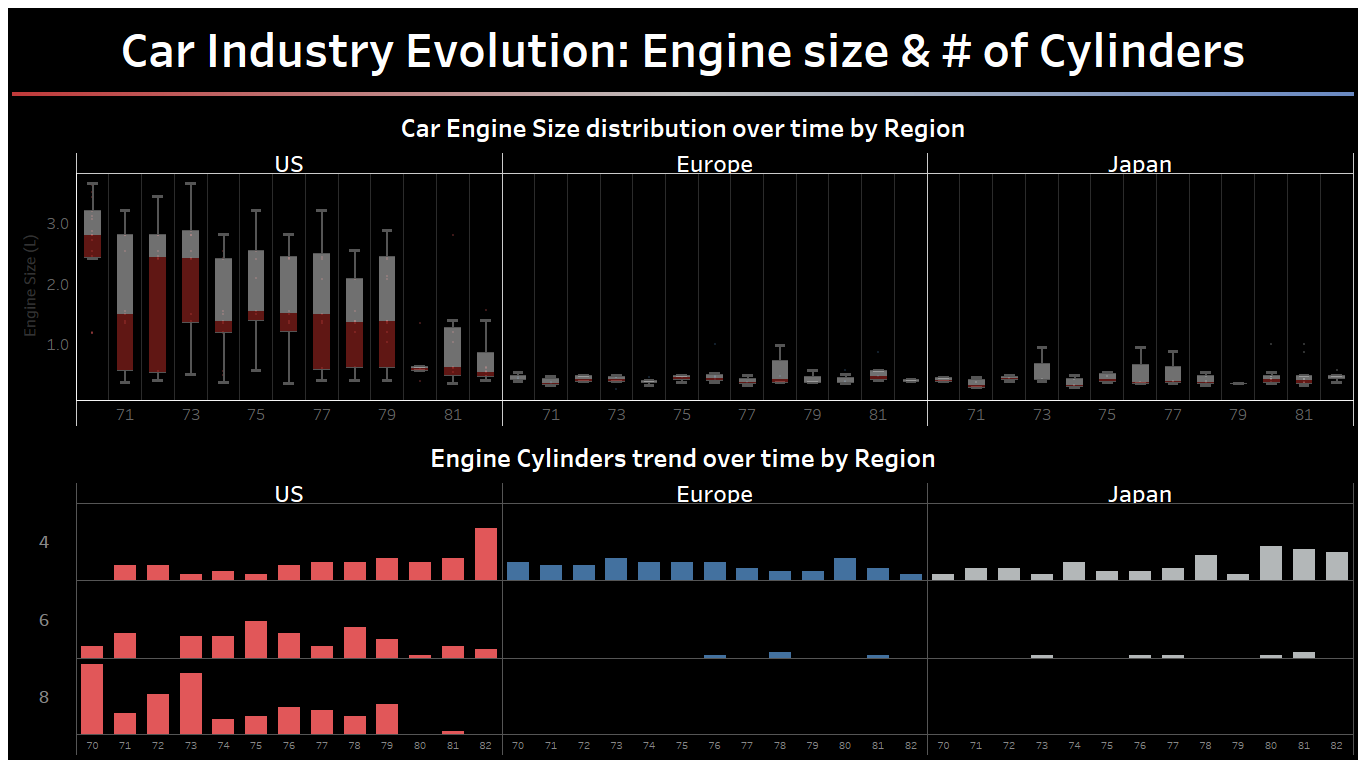 Car Industry Evolution: Engine size & # of Cylinders
Car Engine Size distribution over time by Region
US Europe Japan
Engine Size (L)
3.0
2.0
1.0
71 73 75 77 79 81 71 73 75 77 79 81 71 73 75 77 79 81
Engine Cylinders trend over time by Region
US Europe Japan
4
6
8
70 71 72 73 74 75 76 77 78 79 80 81 82 70 71 72 73 74 75 76 77 78 79 80 81 82 70 71 72 73 74 75 76 77 78 79 80 81 82